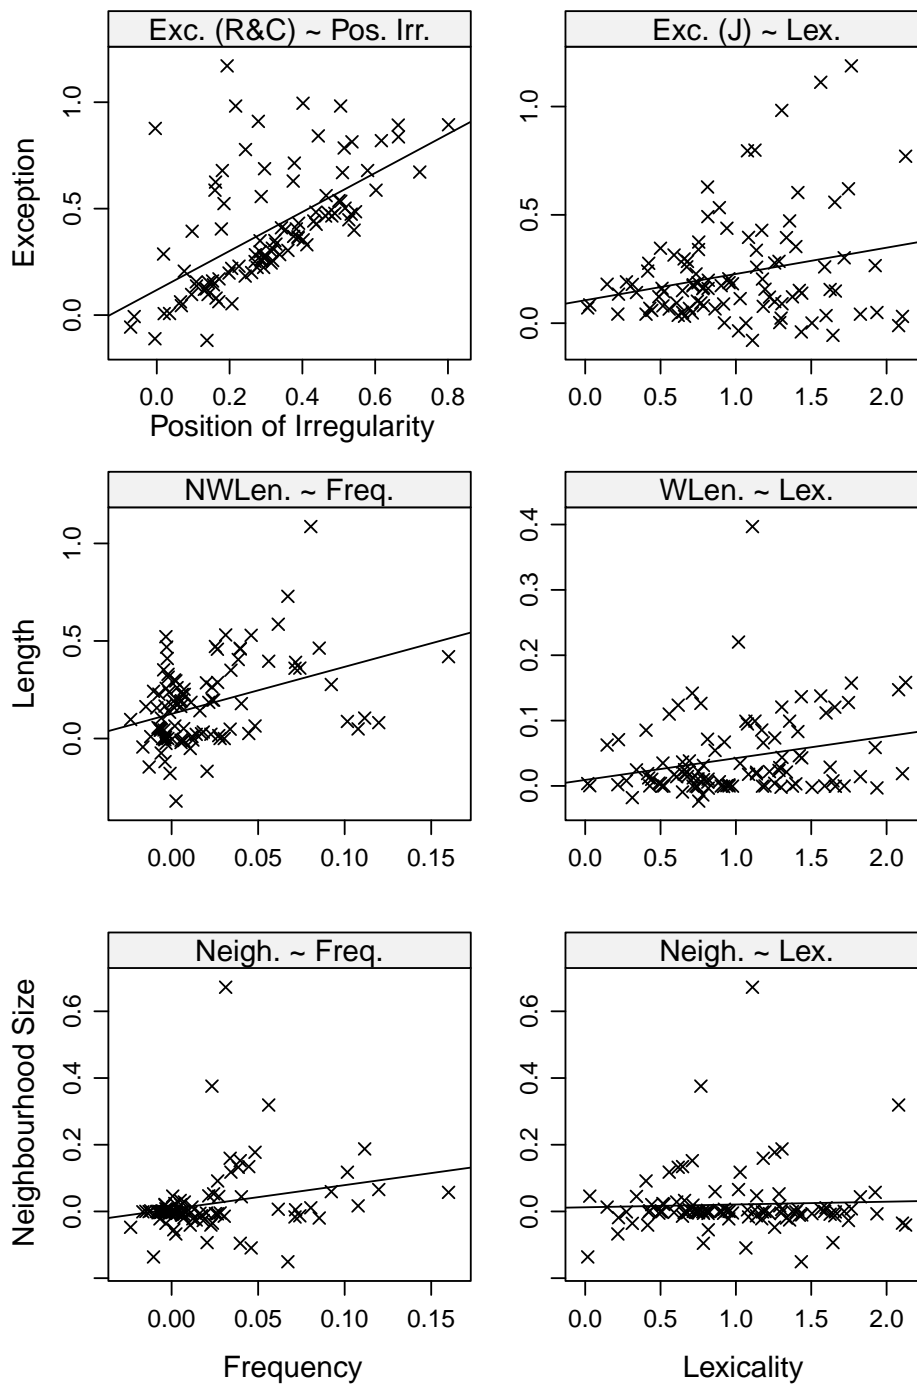 Exc. (R&C) ~ Pos. Irr.
Exc. (J) ~ Lex.
Exception
0.0 0.5 1.0
0.0 0.5 1.0
0.0 0.2 0.4 0.6 0.8
0.0 0.5 1.0 1.5 2.0
Position of Irregularity
NWLen. ~ Freq.
WLen. ~ Lex.
Length
0.0 0.5 1.0
0.0 0.1 0.2 0.3 0.4
0.00 0.05 0.10 0.15
0.0 0.5 1.0 1.5 2.0
Neigh. ~ Freq.
Neigh. ~ Lex.
Neighbourhood Size
0.0 0.2 0.4 0.6
0.0 0.2 0.4 0.6
0.00 0.05 0.10 0.15
0.0 0.5 1.0 1.5 2.0
Frequency
Lexicality